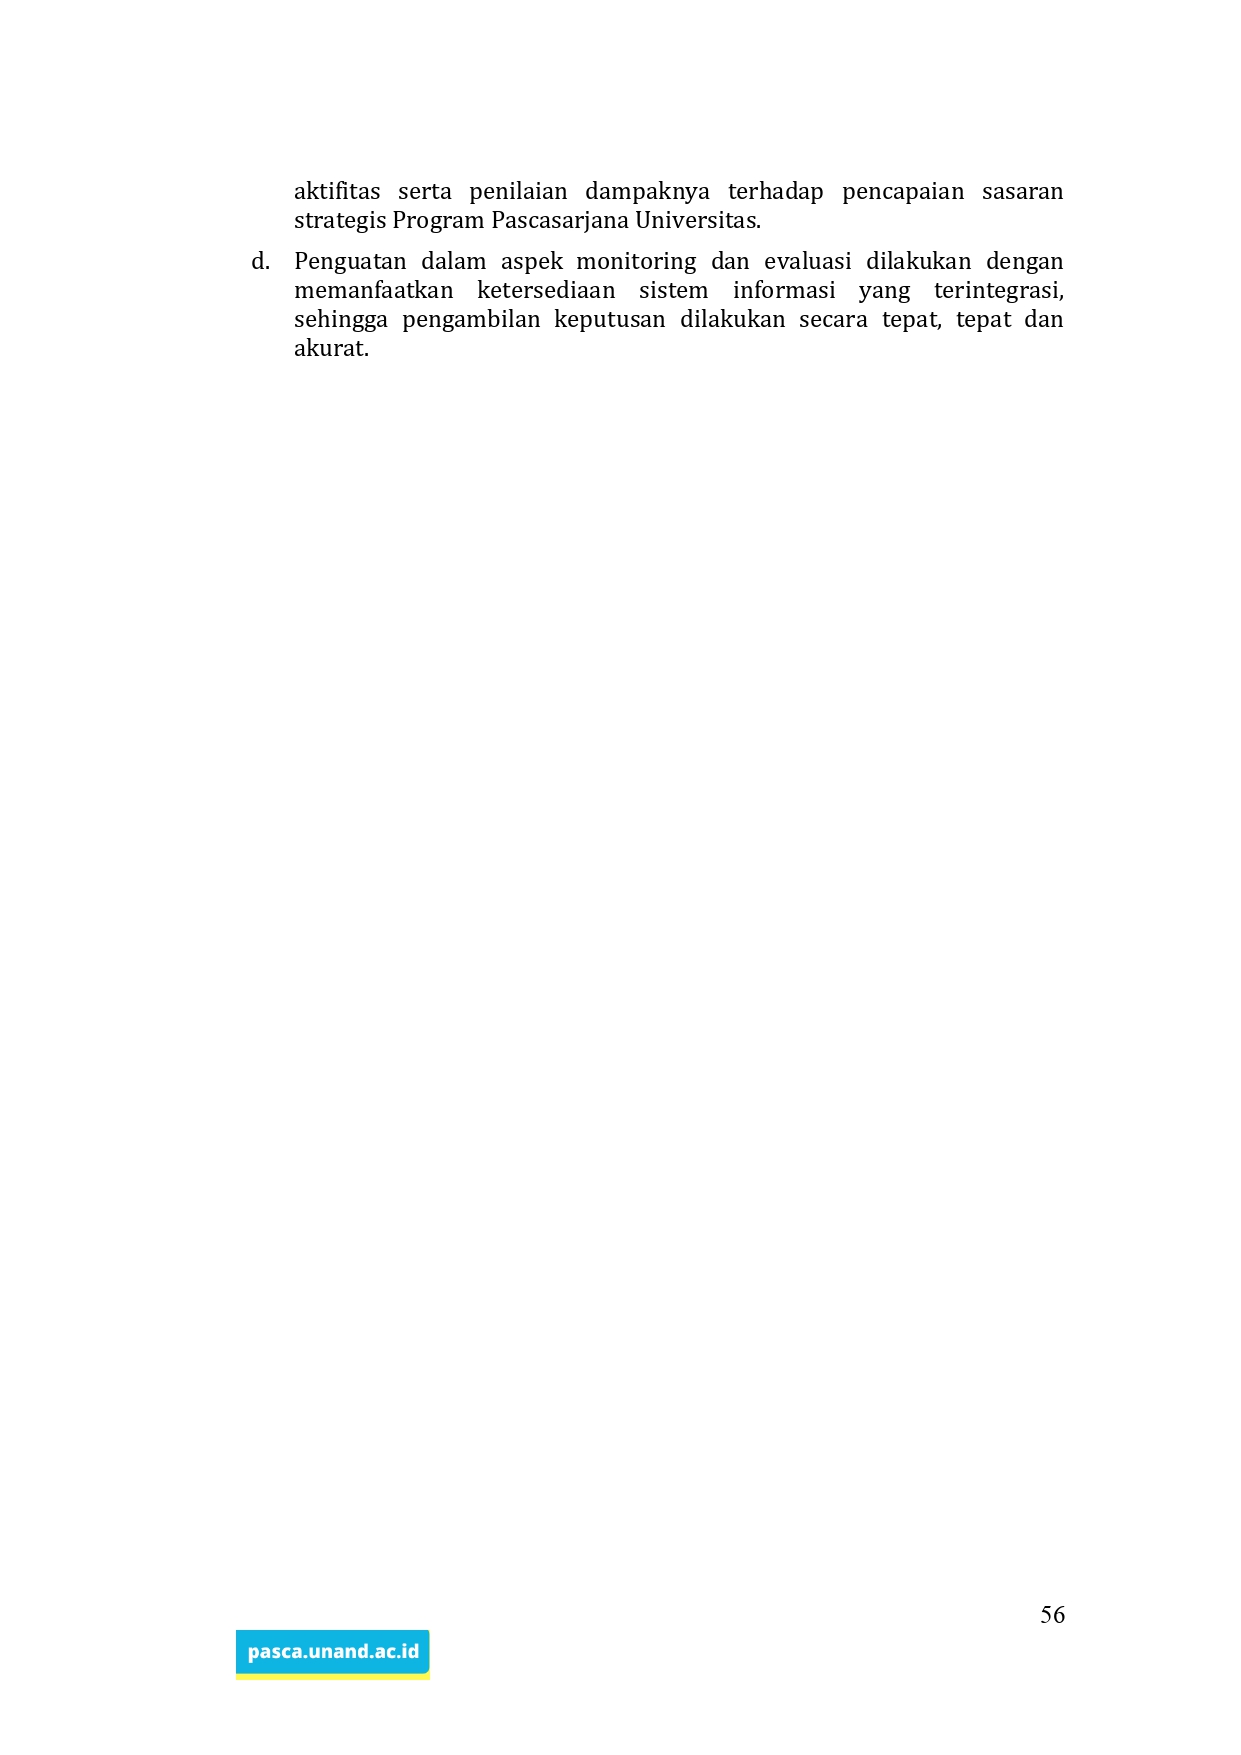 aktifitas serta penilaian dampaknya terhadap pencapaian sasaran
strategis Program Pascasarjana Universitas.
d. Penguatan dalam aspek monitoring dan evaluasi dilakukan dengan
memanfaatkan ketersediaan sistem informasi yang terintegrasi,
sehingga pengambilan keputusan dilakukan secara tepat, tepat dan
akurat.
56
pasca.unand.ac.id